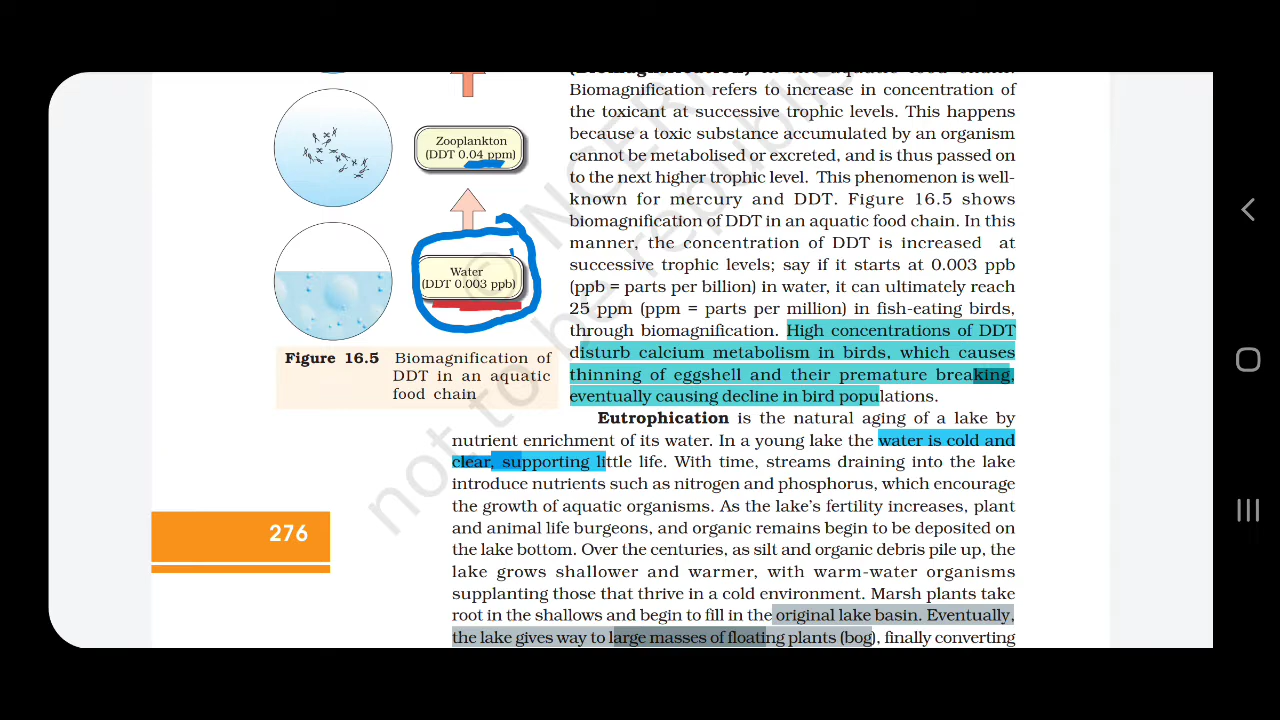 (Biomagnification)
aquatic food chain.
Biomagnification refers to increase in concentration of
the toxicant at successive trophic levels. This happens
because a toxic substance accumulated by an organism
cannot be metabolised or excreted, and is thus passed on
to the next higher trophic level. This phenomenon is well-
known for mercury and DDT. Figure 16.5 shows
biomagnification of DDT in an aquatic food chain. In this
manner, the concentration of DDT is increased at
successive trophic levels; say if it starts at 0.003 ppb
(ppb = parts per billion) in water, it can ultimately reach
25 ppm (ppm = parts per million) in fish-eating birds,
through biomagnification. High concentrations of DDT
disturb calcium metabolism in birds, which causes
thinning of eggshell and their premature breaking,
eventually causing decline in bird populations.
Zooplankton
(DDT 0.04 ppm)
Water
(DDT 0.003 ppb)
Figure 16.5 Biomagnification of
DDT in an aquatic
food chain
Eutrophication is the natural aging of a lake by
nutrient enrichment of its water. In a young lake the water is cold and
clear, supporting little life. With time, streams draining into the lake
introduce nutrients such as nitrogen and phosphorus, which encourage
the growth of aquatic organisms. As the lake's fertility increases, plant
and animal life burgeons, and organic remains begin to be deposited on
the lake bottom. Over the centuries, as silt and organic debris pile up, the
lake grows shallower and warmer, with warm-water organisms
supplanting those that thrive in a cold environment. Marsh plants take
root in the shallows and begin to fill in the original lake basin. Eventually,
the lake gives way to large masses of floating plants (bog), finally converting
276
© NCERT
not to be republis